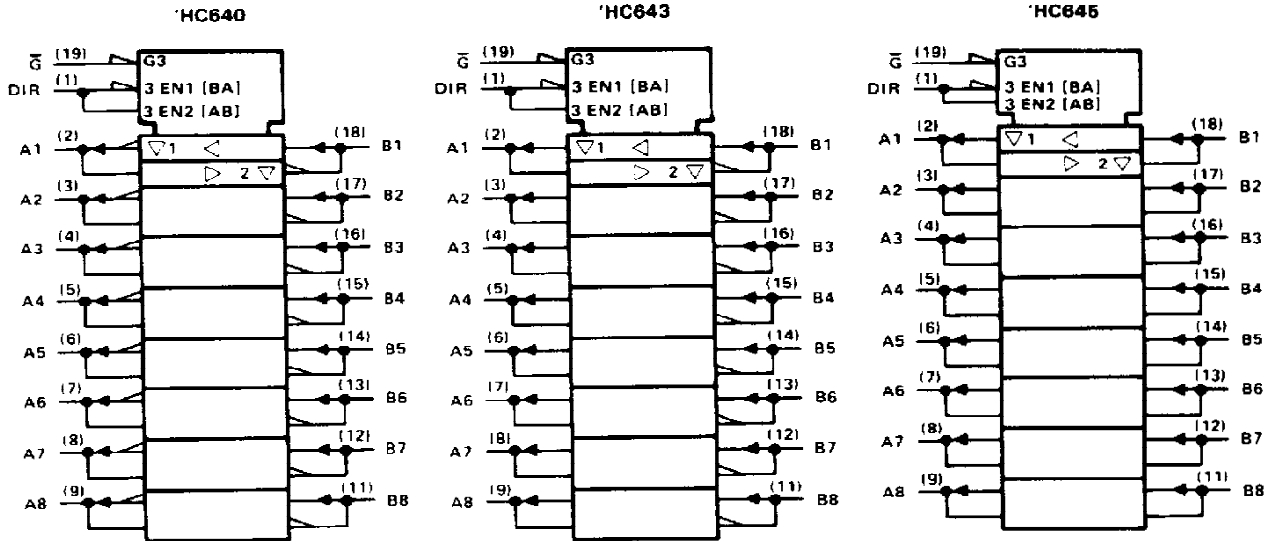 'HC640
G (19) G3
DIR (1) 3 EN1 [BA]
3 EN2 [AB]
A1 (2) 1 (18) B1
2
A2 (3) (17) B2
A3 (4) (16) B3
A4 (5) (15) B4
A5 (6) (14) B5
A6 (7) (13) B6
A7 (8) (12) B7
A8 (9) (11) B8
'HC643
G (19) G3
DIR (1) 3 EN1 [BA]
3 EN2 [AB]
A1 (2) 1 (18) B1
2
A2 (3) (17) B2
A3 (4) (16) B3
A4 (5) (15) B4
A5 (6) (14) B5
A6 (7) (13) B6
A7 (8) (12) B7
A8 (9) (11) B8
'HC645
G (19) G3
DIR (1) 3 EN1 [BA]
3 EN2 [AB]
A1 (2) 1 (18) B1
2
A2 (3) (17) B2
A3 (4) (16) B3
A4 (5) (15) B4
A5 (6) (14) B5
A6 (7) (13) B6
A7 (8) (12) B7
A8 (9) (11) B8